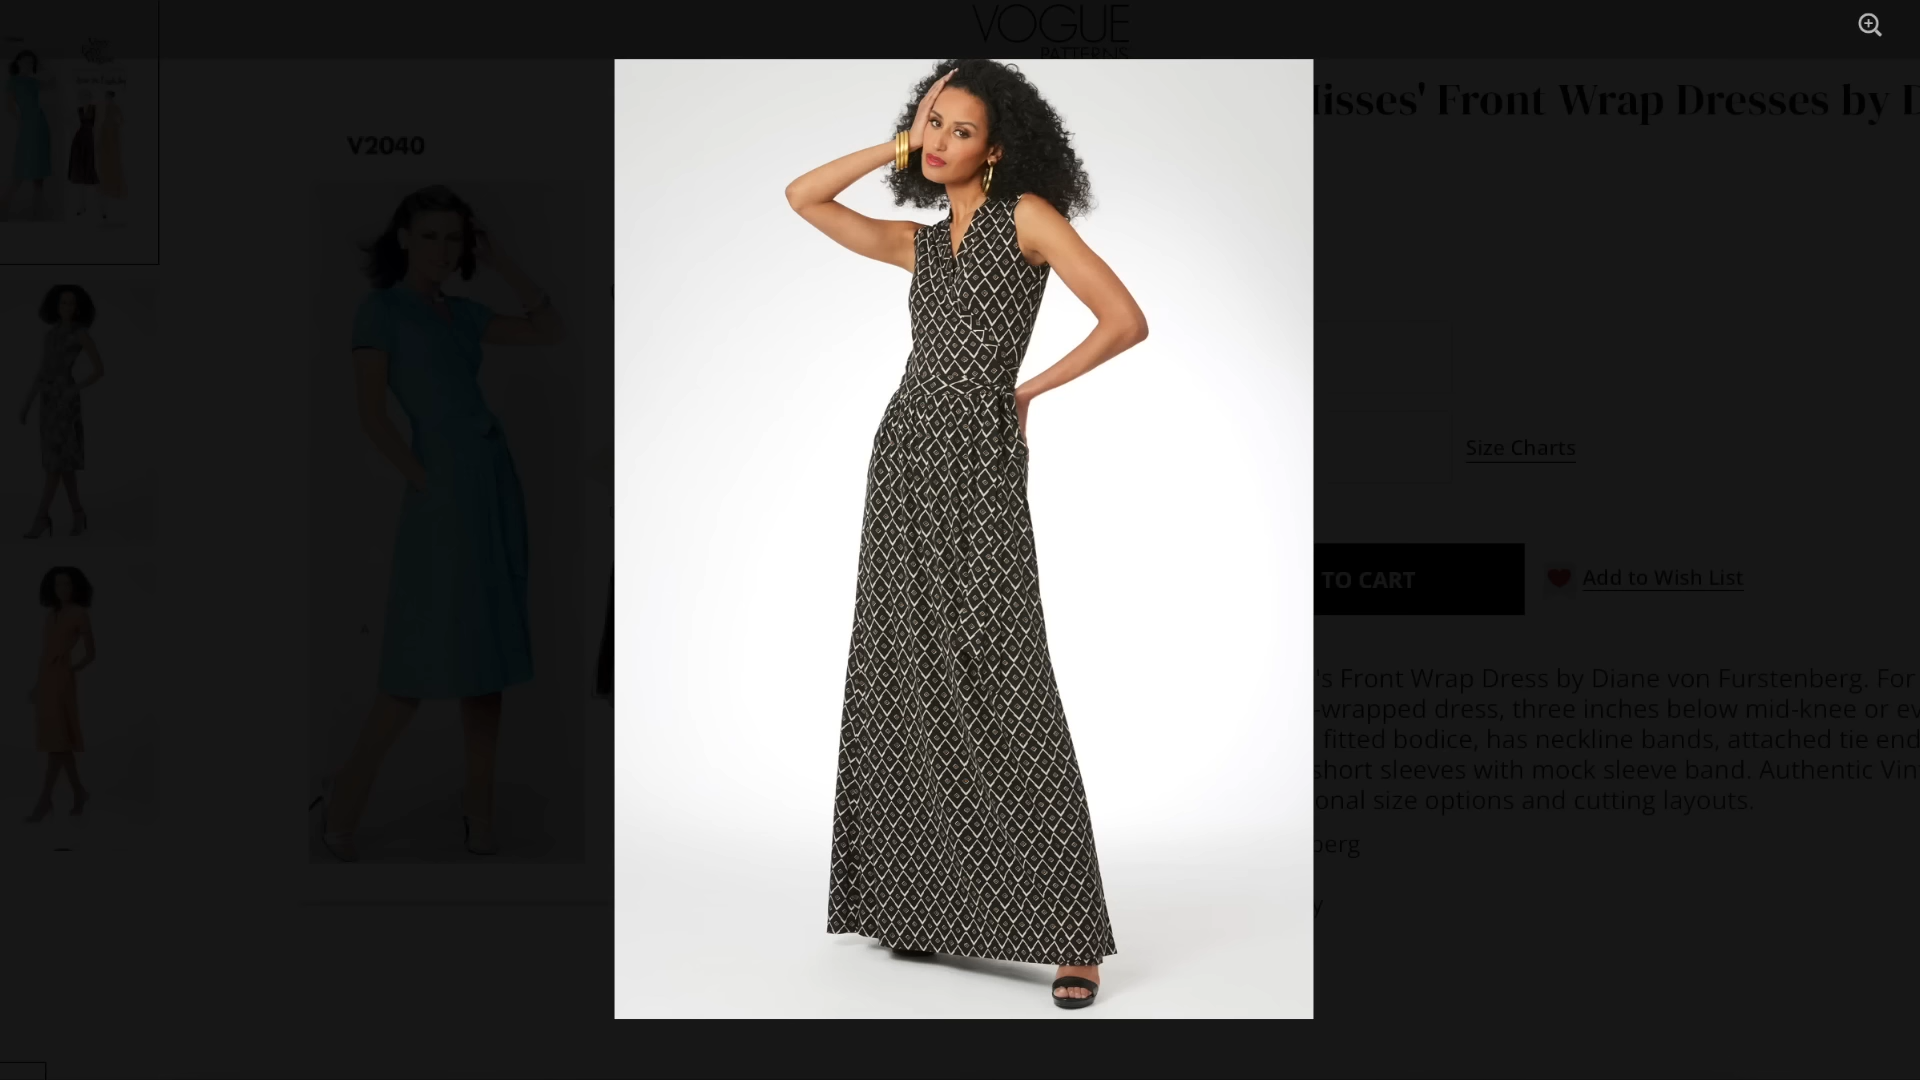 VOGUE
PATTERNS
Misses' Front Wrap Dresses by D
V2040
Size Charts
TO CART
Add to Wish List
's Front Wrap Dress by Diane von Furstenberg. For
-wrapped dress, three inches below mid-knee or ev
fitted bodice, has neckline bands, attached tie end
short sleeves with mock sleeve band. Authentic Vin
onal size options and cutting layouts.
berg
y